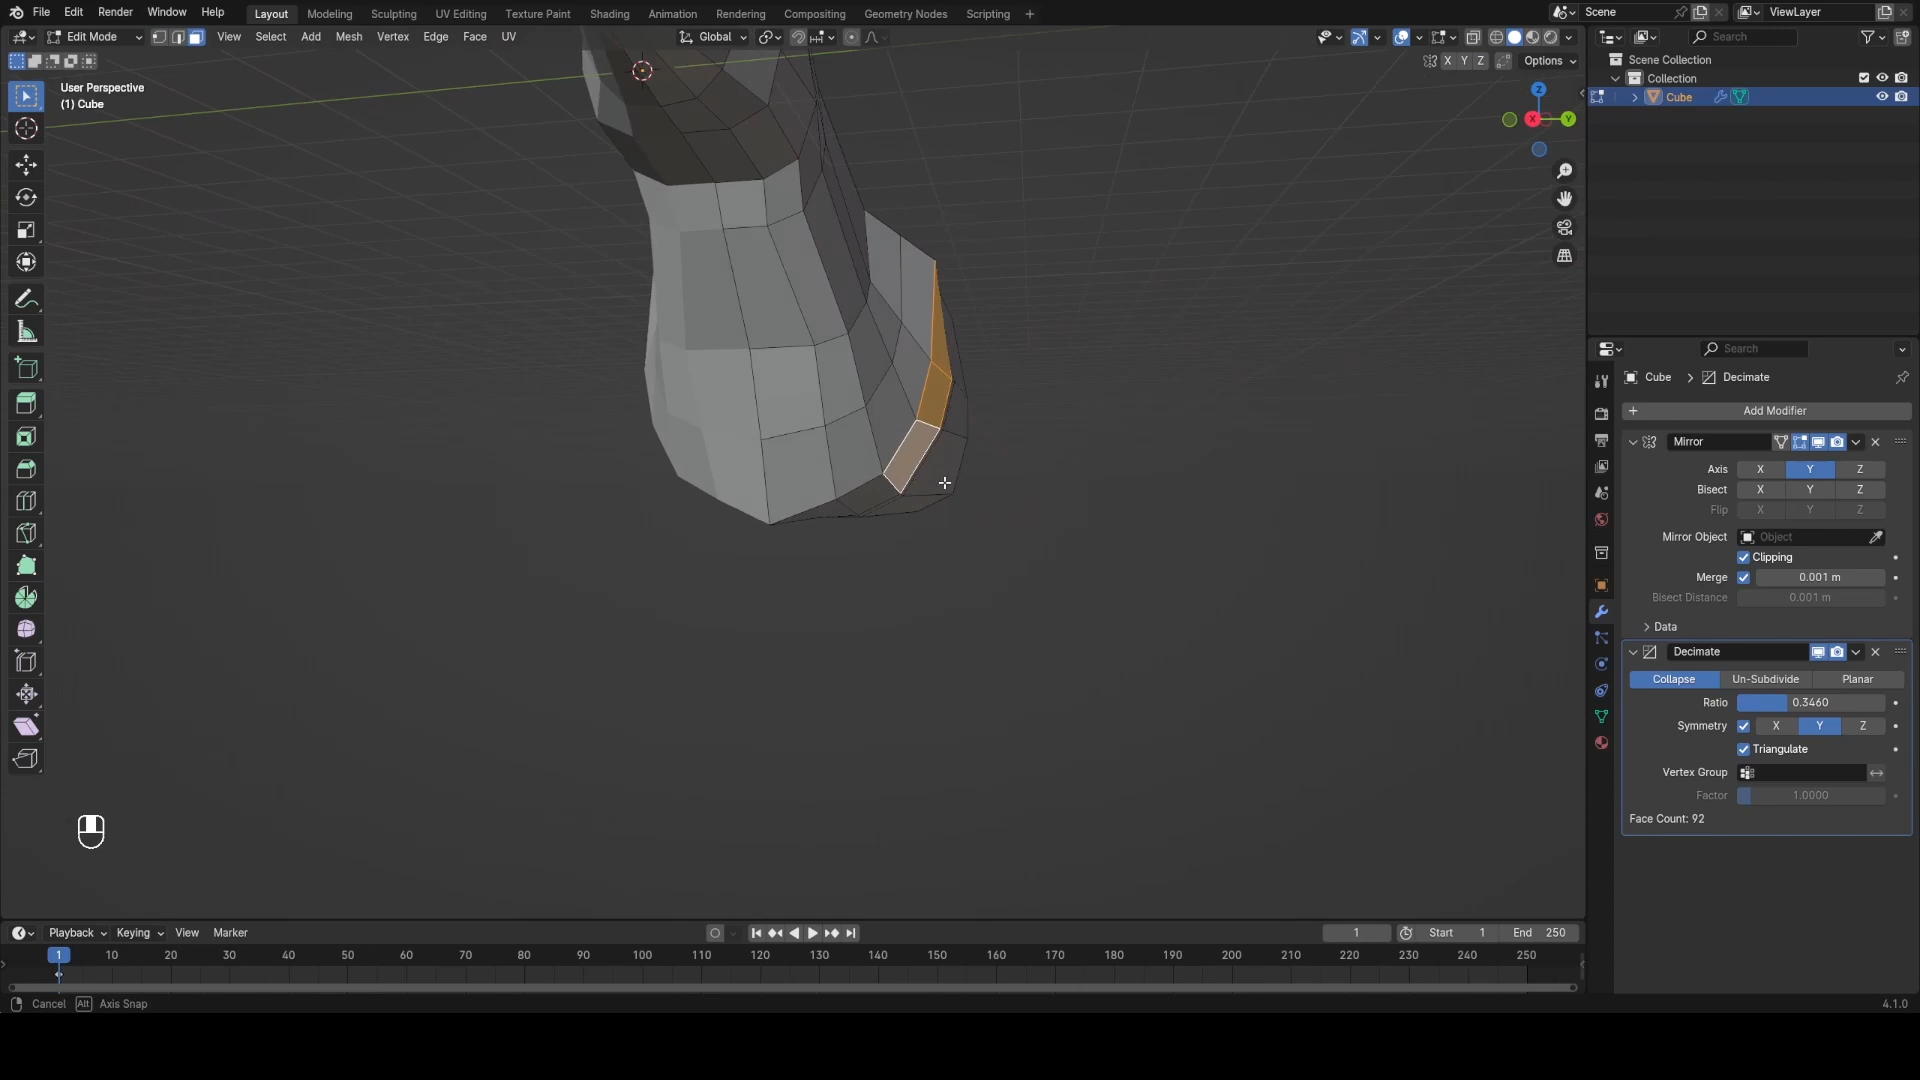 File Edit Render Window Help Layout Modeling Sculpting UV Editing Texture Paint Shading Animation Rendering Compositing Geometry Nodes Scripting + Scene ViewLayer
Edit Mode View Select Add Mesh Vertex Edge Face UV Global Search
X Y Z Options
User Perspective
(1) Cube
Scene Collection
Collection
Cube
Z
X Y
Search
Cube > Decimate
+ Add Modifier
Mirror
Axis X Y Z
Bisect X Y Z
Flip X Y Z
Mirror Object Object
Clipping
Merge 0.001 m
Bisect Distance 0.001 m
Data
Decimate
Collapse Un-Subdivide Planar
Ratio 0.3460
Symmetry X Y Z
Triangulate
Vertex Group
Factor 1.0000
Face Count: 92
Playback Keying View Marker 1 Start 1 End 250
1 10 20 30 40 50 60 70 80 90 100 110 120 130 140 150 160 170 180 190 200 210 220 230 240 250
Cancel Alt Axis Snap 4.1.0